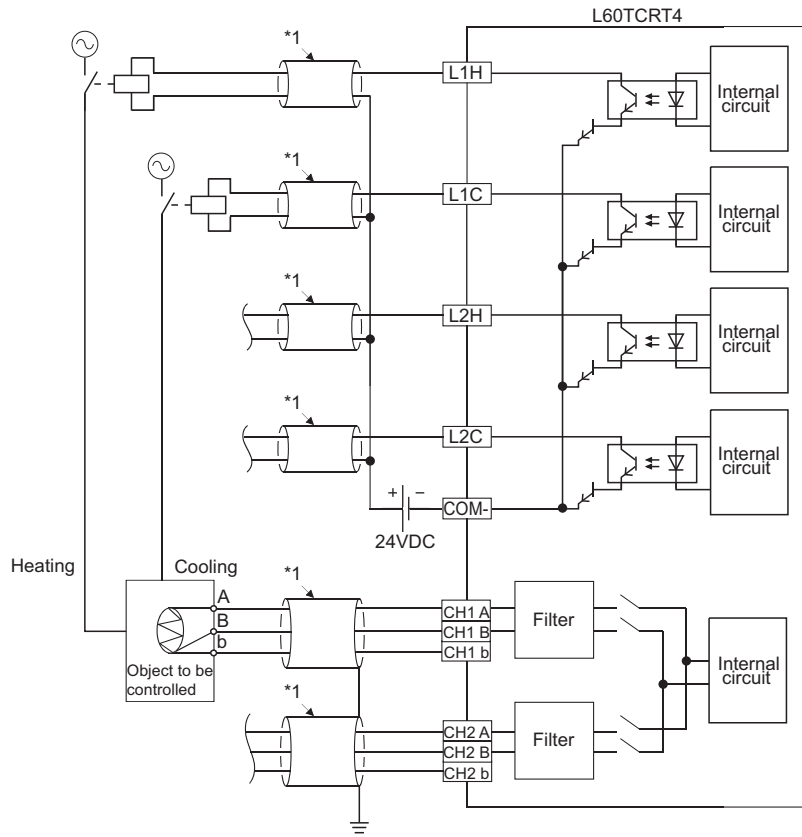 L60TCRT4
*1
L1H
Internal
circuit
*1
L1C
Internal
circuit
*1
L2H
Internal
circuit
*1
L2C
Internal
circuit
+ −
COM-
24VDC
Heating
Cooling
*1
A
B
b
Object to be
controlled
CH1 A
CH1 B
CH1 b
Filter
Internal
circuit
*1
CH2 A
CH2 B
CH2 b
Filter